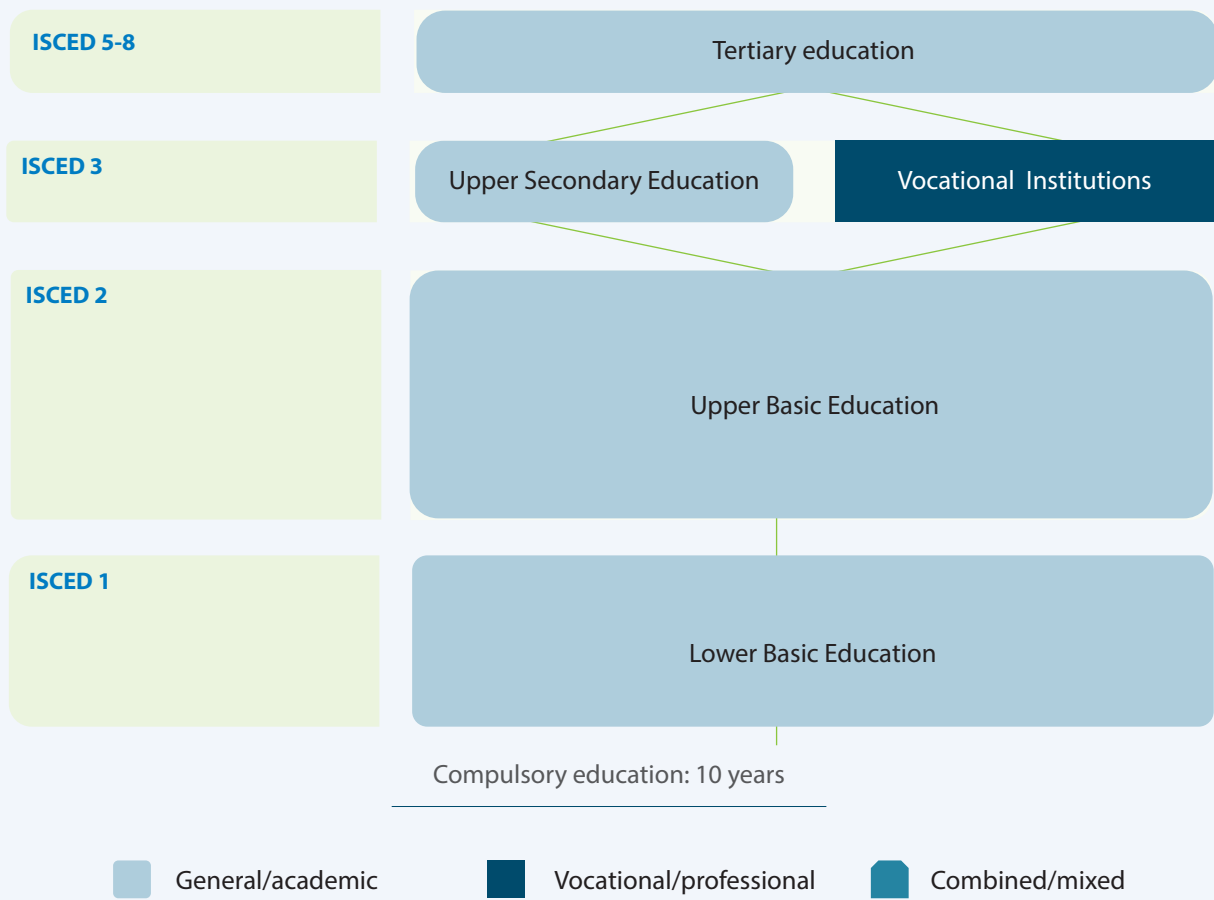 ISCED 5-8
Tertiary education
ISCED 3
Upper Secondary Education
Vocational Institutions
ISCED 2
Upper Basic Education
ISCED 1
Lower Basic Education
Compulsory education: 10 years
General/academic
Vocational/professional
Combined/mixed